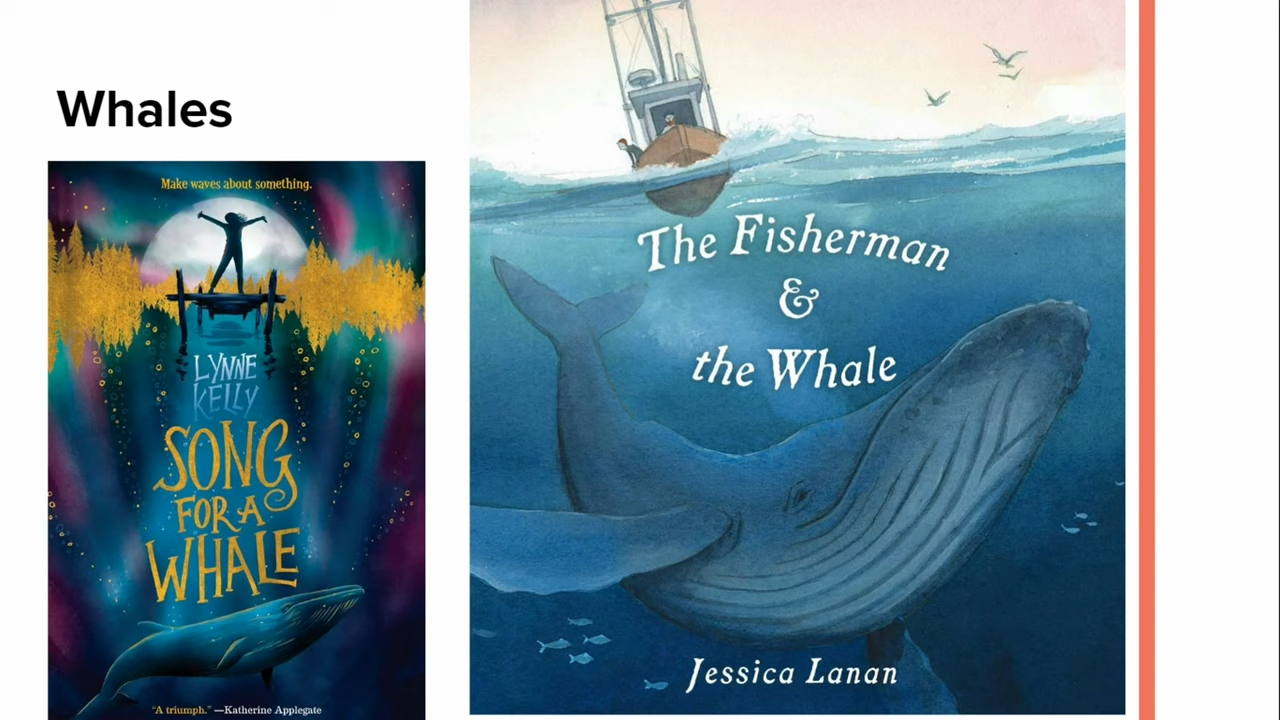 Whales
Make waves about something.
LYNNE
KELLY
SONG
FOR A
WHALE
"A triumph." —Katherine Applegate
The Fisherman
&
the Whale
Jessica Lanan